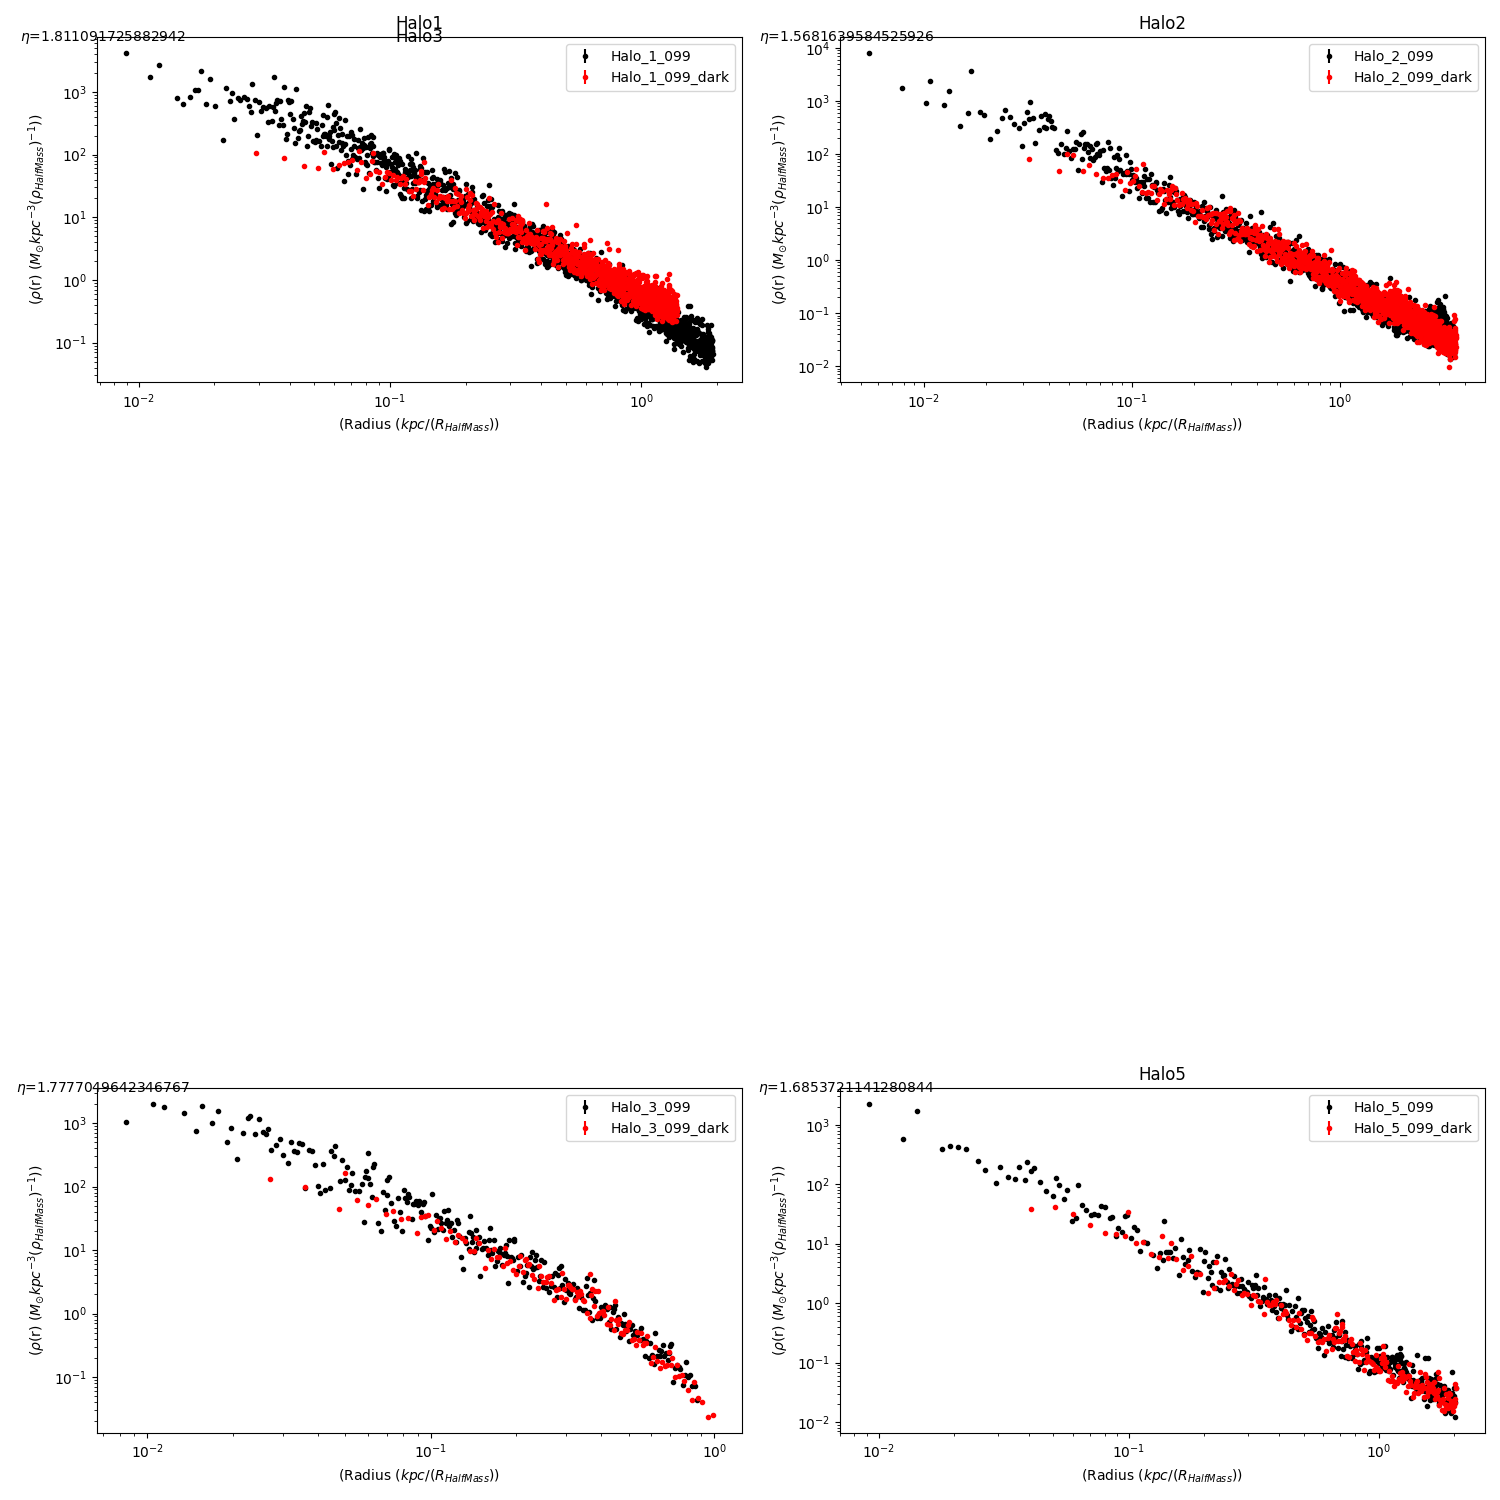 Halo1
Halo3
η=1.811091725882942
Halo_1_099
Halo_1_099_dark
10³
10²
10¹
10⁰
10⁻¹
(ρ(r) (M⊙kpc⁻³(ρHalfMass)⁻¹))
10⁻² 10⁻¹ 10⁰
(Radius (kpc/(RHalfMass))
Halo2
η=1.5681639584525926
Halo_2_099
Halo_2_099_dark
10⁴
10³
10²
10¹
10⁰
10⁻¹
10⁻²
(ρ(r) (M⊙kpc⁻³(ρHalfMass)⁻¹))
10⁻² 10⁻¹ 10⁰
(Radius (kpc/(RHalfMass))
η=1.7777049642346767
Halo_3_099
Halo_3_099_dark
10³
10²
10¹
10⁰
10⁻¹
(ρ(r) (M⊙kpc⁻³(ρHalfMass)⁻¹))
10⁻² 10⁻¹ 10⁰
(Radius (kpc/(RHalfMass))
Halo5
η=1.6853721141280844
Halo_5_099
Halo_5_099_dark
10³
10²
10¹
10⁰
10⁻¹
10⁻²
(ρ(r) (M⊙kpc⁻³(ρHalfMass)⁻¹))
10⁻² 10⁻¹ 10⁰
(Radius (kpc/(RHalfMass))